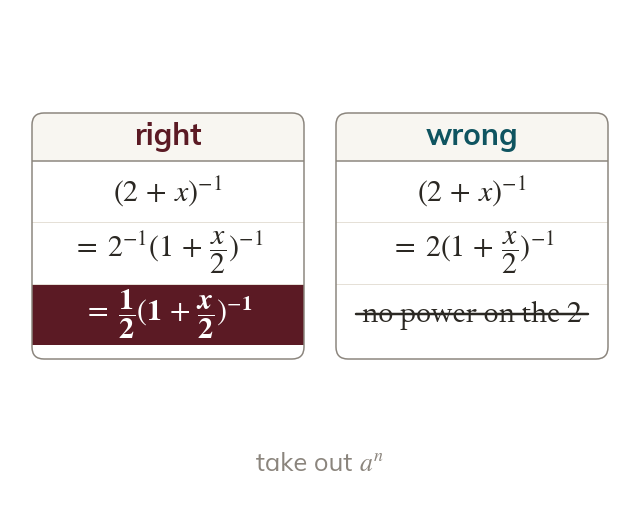 right
(2 + x)⁻¹
= 2⁻¹(1 + x/2)⁻¹
= 1/2(1 + x/2)⁻¹
wrong
(2 + x)⁻¹
= 2(1 + x/2)⁻¹
no power on the 2
take out aⁿ